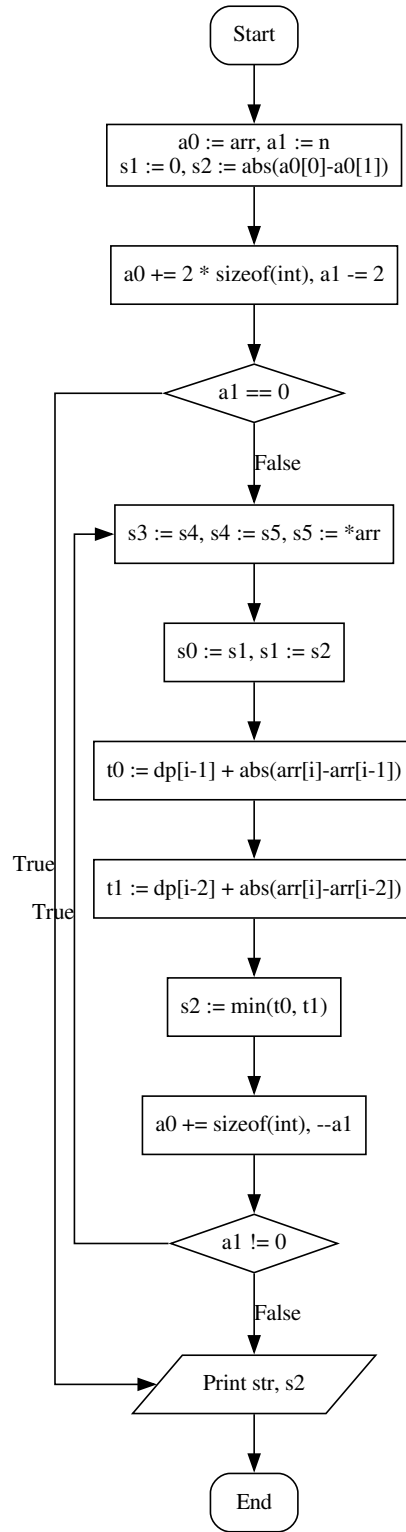 Start
a0 := arr, a1 := n
s1 := 0, s2 := abs(a0[0]-a0[1])
a0 += 2 * sizeof(int), a1 -= 2
a1 == 0
False
s3 := s4, s4 := s5, s5 := *arr
s0 := s1, s1 := s2
t0 := dp[i-1] + abs(arr[i]-arr[i-1])
True
t1 := dp[i-2] + abs(arr[i]-arr[i-2])
True
s2 := min(t0, t1)
a0 += sizeof(int), --a1
a1 != 0
False
Print str, s2
End